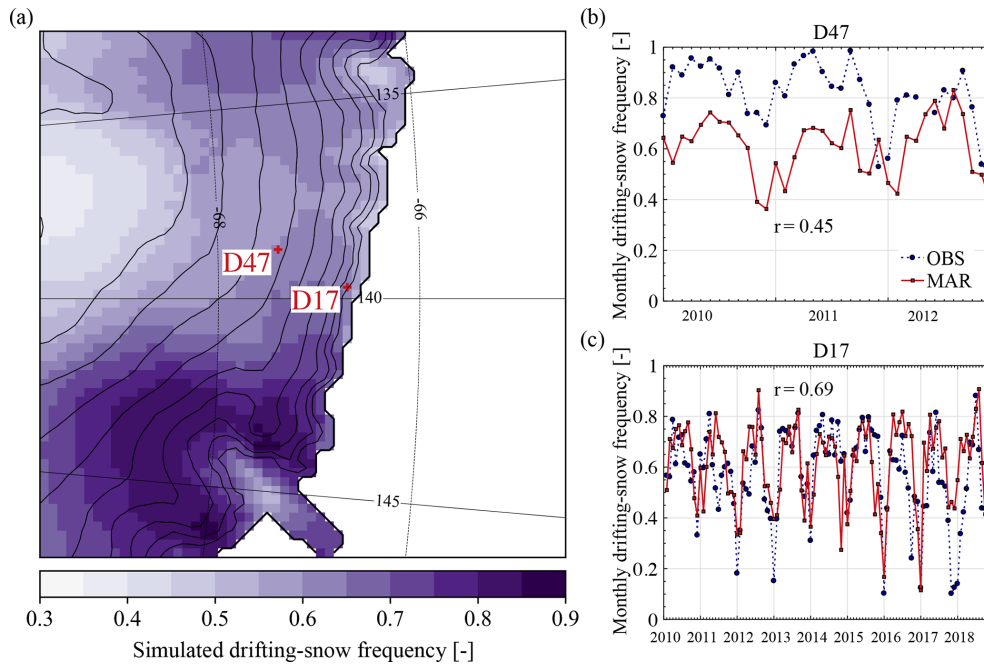 (a)
135
-68
-66
D47
D17
140
145
0.3 0.4 0.5 0.6 0.7 0.8 0.9
Simulated drifting-snow frequency [-]
(b)
D47
Monthly drifting-snow frequency [-]
1
0.8
0.6
0.4
0.2
0
r = 0.45
OBS
MAR
2010 2011 2012
(c)
D17
Monthly drifting-snow frequency [-]
1
0.8
0.6
0.4
0.2
0
r = 0.69
2010 2011 2012 2013 2014 2015 2016 2017 2018